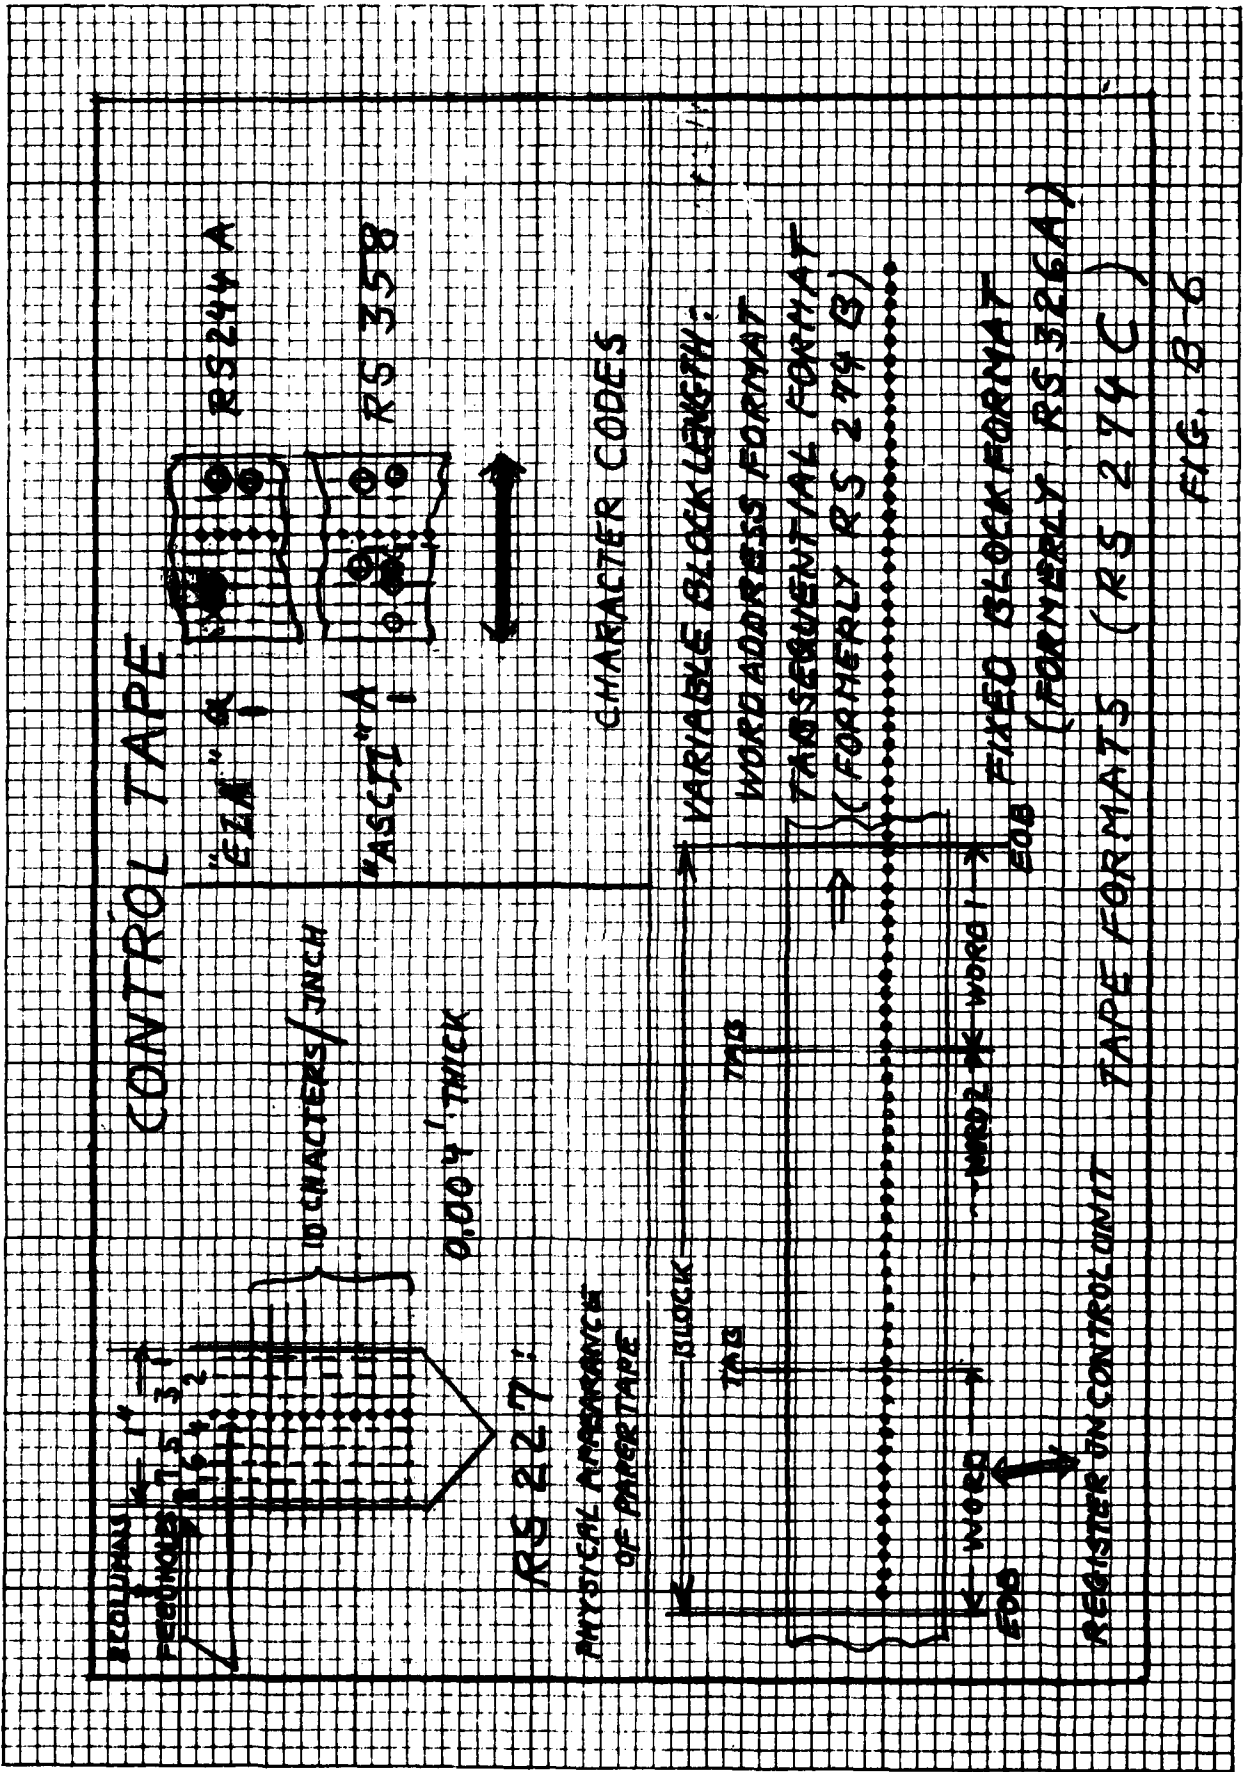 CONTROL TAPE
8 COLUMNS
FEED HOLES
1"
8 7 6 5 4 3 2 1
10 CHARACTERS/INCH
0.004' THICK
RS 227:
PHYSICAL APPEARANCE
OF PAPER TAPE
"EIA" a
1
RS244 A
"ASCII" A
1
RS 358
CHARACTER CODES
BLOCK
TAB
TAB
WORD
WORD 2
WORD 1
EOB
EOB
REGISTER IN CONTROL UNIT
VARIABLE BLOCK LENGTH:
WORD ADDRESS FORMAT
TAB SEQUENTIAL FORMAT
(FORMERLY RS 274 B)
FIXED BLOCK FORMAT
(FORMERLY RS 326A)
TAPE FORMATS (RS 274 C)
FIG. B-6